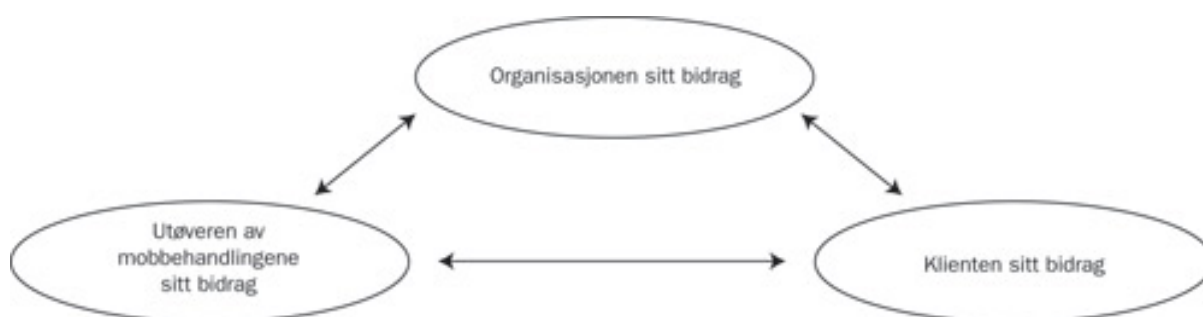 Organisasjonen sitt bidrag
Utøveren av
mobbehandlingene
sitt bidrag
Klienten sitt bidrag